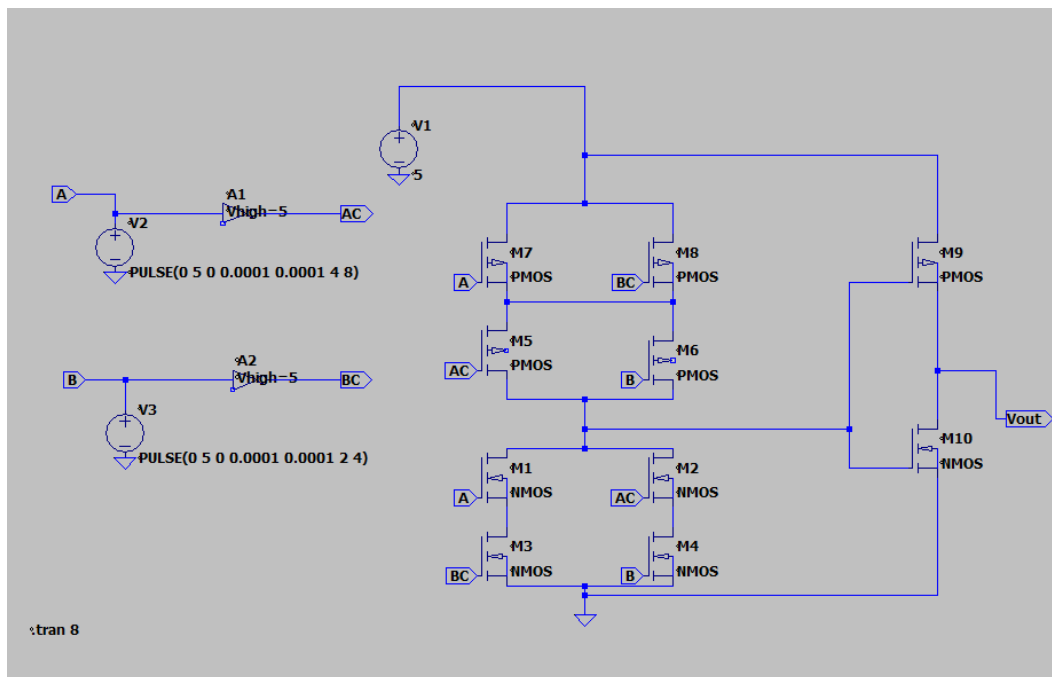 V1
5
A
A1
Vhigh=5
AC
V2
PULSE(0 5 0 0.0001 0.0001 4 8)
B
A2
Vhigh=5
BC
V3
PULSE(0 5 0 0.0001 0.0001 2 4)
M7
A
PMOS
M8
BC
PMOS
M5
AC
PMOS
M6
B
PMOS
M1
A
NMOS
M2
AC
NMOS
M3
BC
NMOS
M4
B
NMOS
M9
PMOS
M10
NMOS
Vout
.tran 8